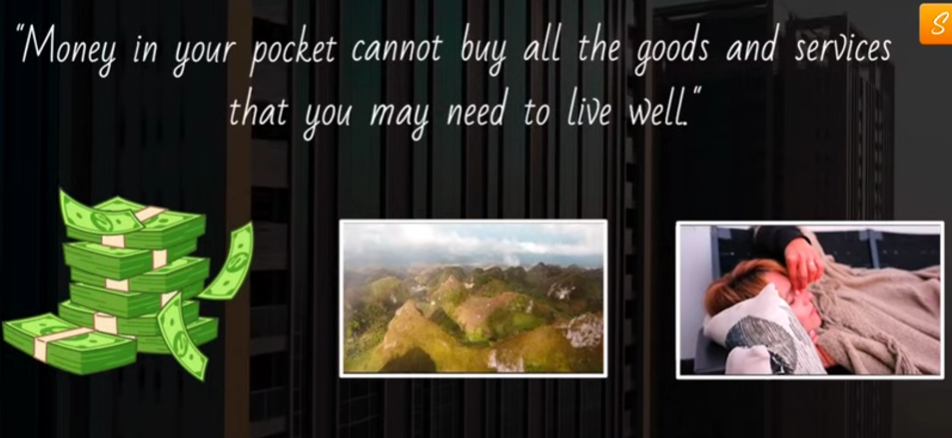 "Money in your pocket cannot buy all the goods and services
that you may need to live well."
S